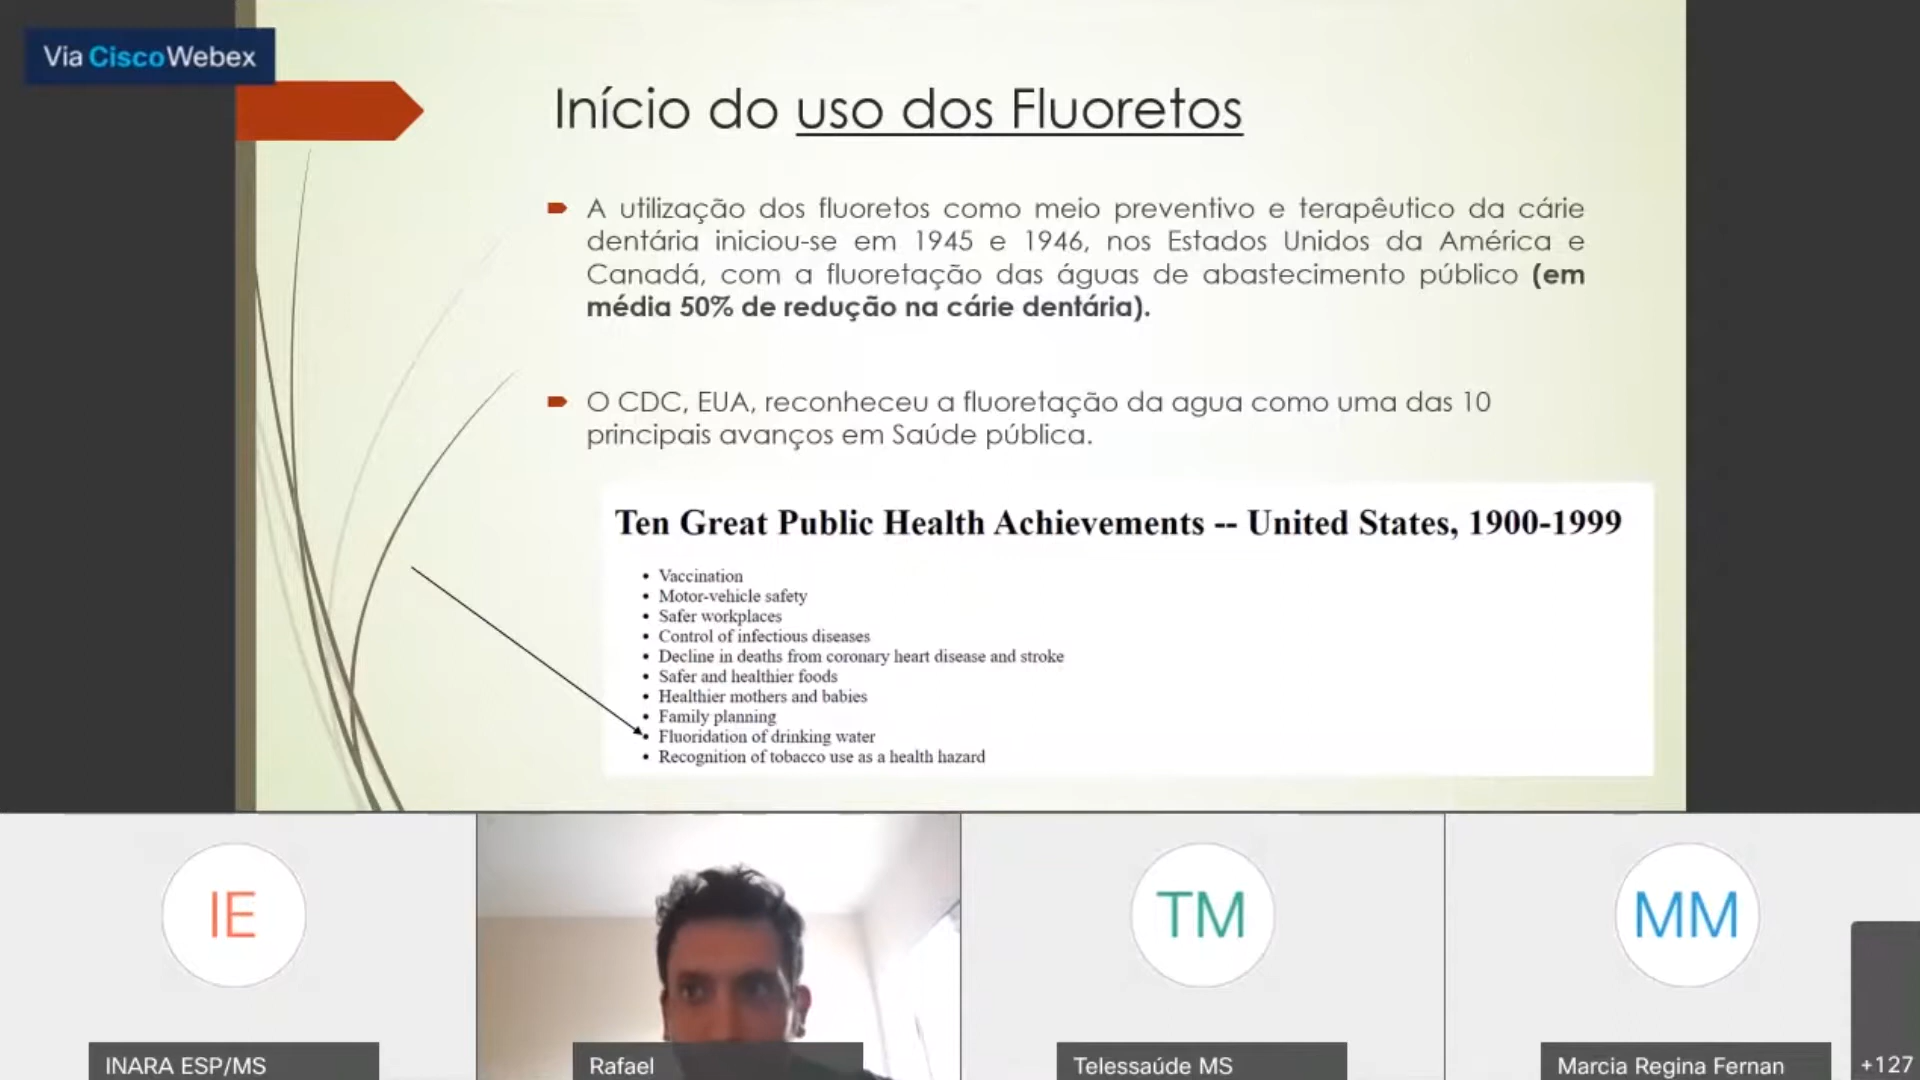 Via CiscoWebex
Início do uso dos Fluoretos
A utilização dos fluoretos como meio preventivo e terapêutico da cárie
dentária iniciou-se em 1945 e 1946, nos Estados Unidos da América e
Canadá, com a fluoretação das águas de abastecimento público (em
média 50% de redução na cárie dentária).
O CDC, EUA, reconheceu a fluoretação da agua como uma das 10
principais avanços em Saúde pública.
Ten Great Public Health Achievements -- United States, 1900-1999
Vaccination
Motor-vehicle safety
Safer workplaces
Control of infectious diseases
Decline in deaths from coronary heart disease and stroke
Safer and healthier foods
Healthier mothers and babies
Family planning
Fluoridation of drinking water
Recognition of tobacco use as a health hazard
IE
TM
MM
INARA ESP/MS
Rafael
Telessaúde MS
Marcia Regina Fernan
+127